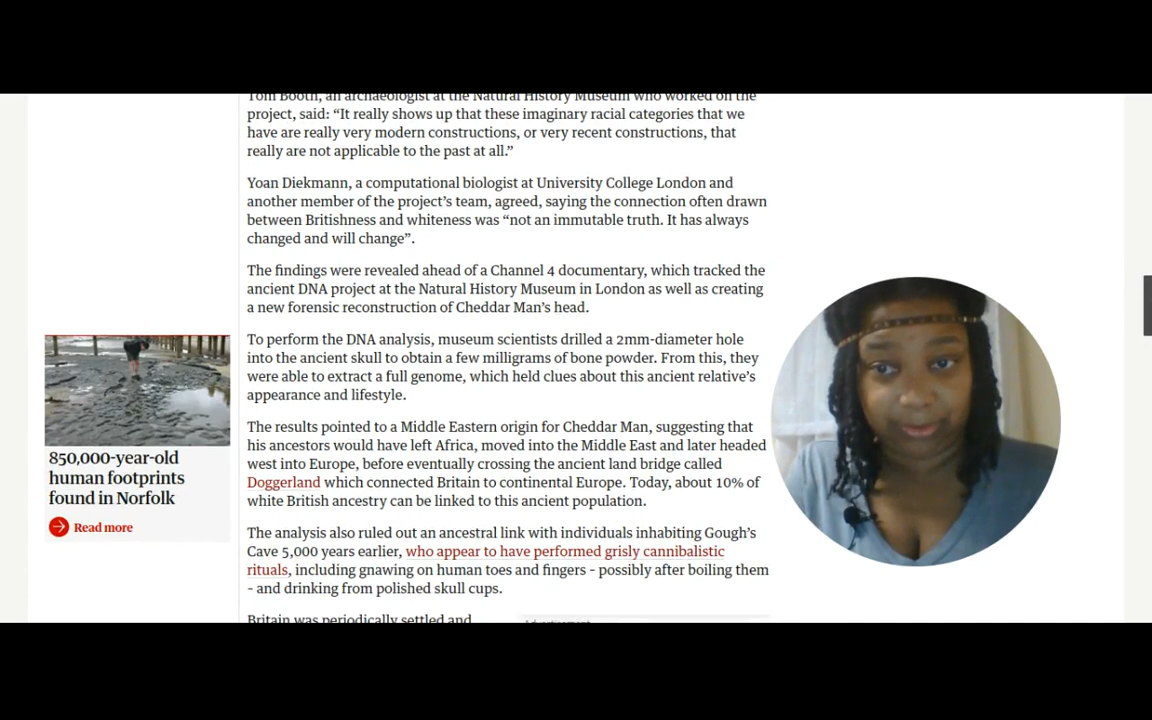 Tom Booth, an archaeologist at the Natural History Museum who worked on the
project, said: “It really shows up that these imaginary racial categories that we
have are really very modern constructions, or very recent constructions, that
really are not applicable to the past at all.”
Yoan Diekmann, a computational biologist at University College London and
another member of the project’s team, agreed, saying the connection often drawn
between Britishness and whiteness was “not an immutable truth. It has always
changed and will change”.
The findings were revealed ahead of a Channel 4 documentary, which tracked the
ancient DNA project at the Natural History Museum in London as well as creating
a new forensic reconstruction of Cheddar Man’s head.
To perform the DNA analysis, museum scientists drilled a 2mm-diameter hole
into the ancient skull to obtain a few milligrams of bone powder. From this, they
were able to extract a full genome, which held clues about this ancient relative’s
appearance and lifestyle.
The results pointed to a Middle Eastern origin for Cheddar Man, suggesting that
his ancestors would have left Africa, moved into the Middle East and later headed
west into Europe, before eventually crossing the ancient land bridge called
Doggerland which connected Britain to continental Europe. Today, about 10% of
white British ancestry can be linked to this ancient population.
The analysis also ruled out an ancestral link with individuals inhabiting Gough’s
Cave 5,000 years earlier, who appear to have performed grisly cannibalistic
rituals, including gnawing on human toes and fingers – possibly after boiling them
– and drinking from polished skull cups.
Britain was periodically settled and
Advertisement
850,000-year-old
human footprints
found in Norfolk
Read more